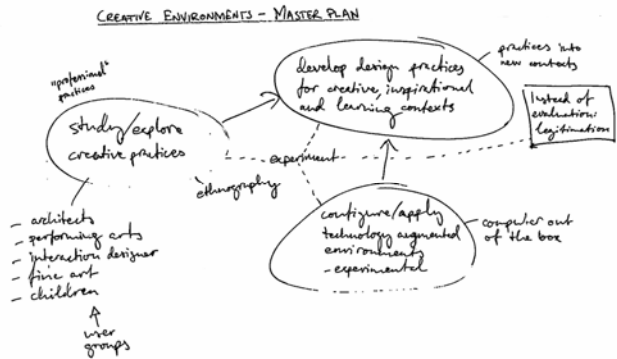 CREATIVE ENVIRONMENTS - MASTER PLAN
"professional"
practices
study/explore
creative practices
develop design practices
for creative, inspirational
and learning contexts
practices into
new contexts
Instead of
evaluation:
legitimation
experiment
ethnography
- architects
- performing arts
- interaction designer
- fine art
- children
user
groups
configure/apply
technology augmented
environments
- experimental
computer out
of the box